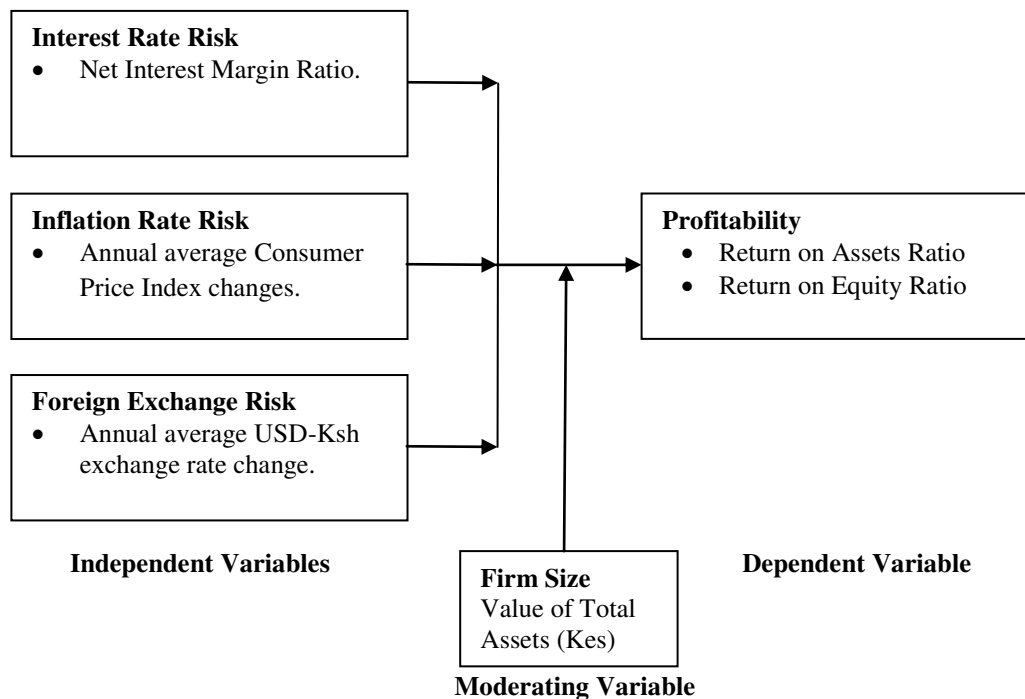 Interest Rate Risk
• Net Interest Margin Ratio.
Inflation Rate Risk
• Annual average Consumer
Price Index changes.
Profitability
• Return on Assets Ratio
• Return on Equity Ratio
Foreign Exchange Risk
• Annual average USD-Ksh
exchange rate change.
Independent Variables
Firm Size
Value of Total
Assets (Kes)
Moderating Variable
Dependent Variable